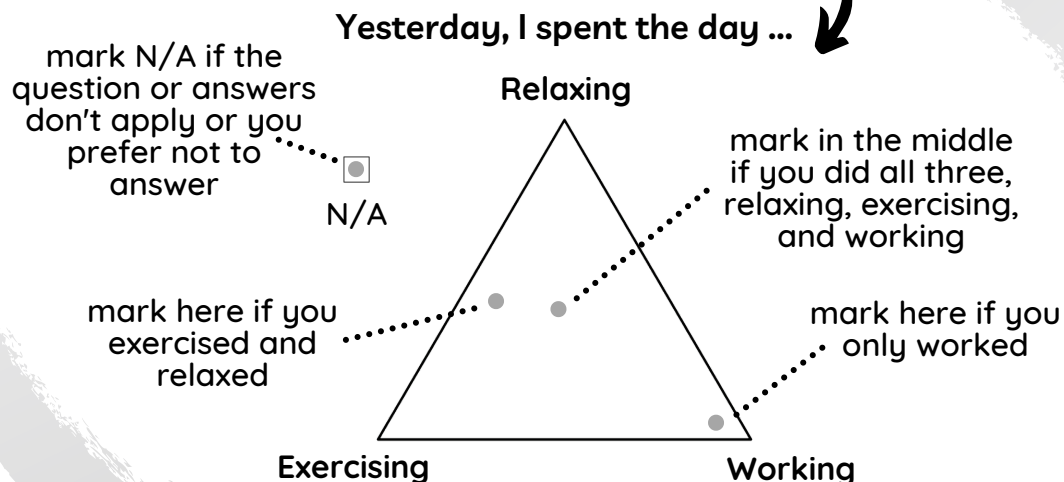 Yesterday, I spent the day ...
mark N/A if the
question or answers
don't apply or you
prefer not to
answer
N/A
Relaxing
mark in the middle
if you did all three,
relaxing, exercising,
and working
mark here if you
exercised and
relaxed
mark here if you
only worked
Exercising
Working